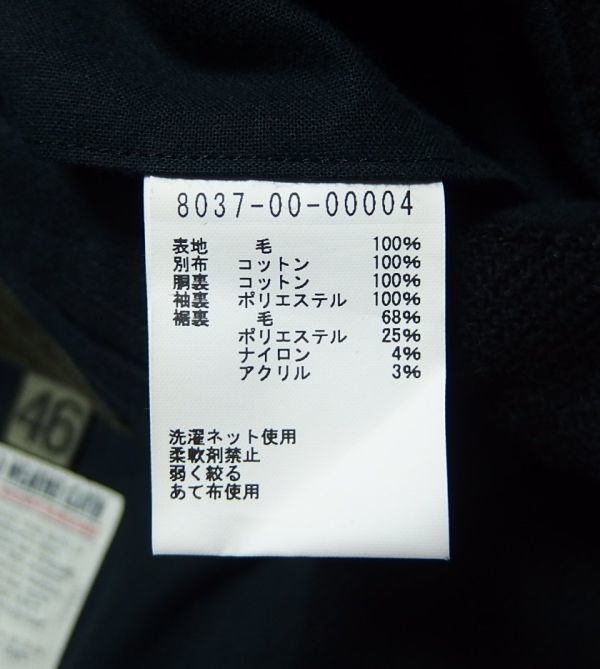 8037-00-00004
表地 毛 100%
別布 コットン 100%
胴裏 コットン 100%
袖裏 ポリエステル 100%
裾裏 毛 68%
ポリエステル 25%
ナイロン 4%
アクリル 3%
洗濯ネット使用
柔軟剤禁止
弱く絞る
あて布使用
46